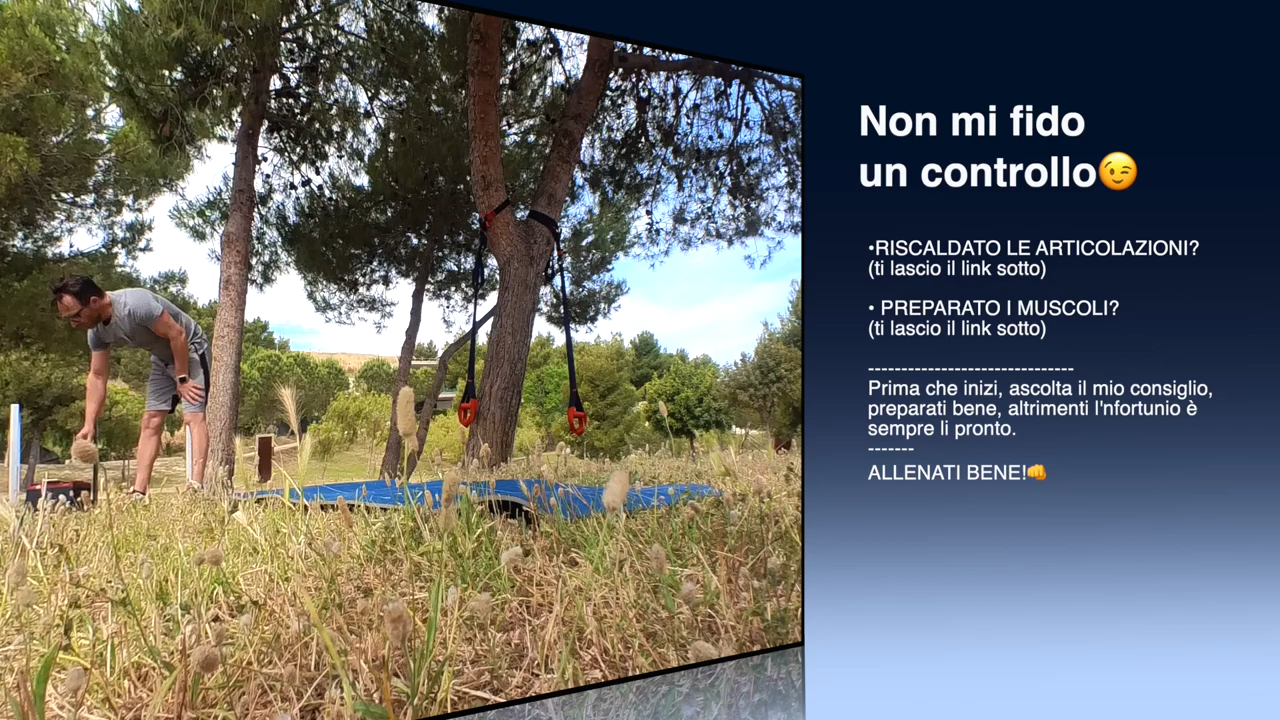 Non mi fido
un controllo😉
•RISCALDATO LE ARTICOLAZIONI?
(ti lascio il link sotto)
• PREPARATO I MUSCOLI?
(ti lascio il link sotto)
-------------------------------
Prima che inizi, ascolta il mio consiglio,
preparati bene, altrimenti l'nfortunio è
sempre li pronto.
-------
ALLENATI BENE!👊